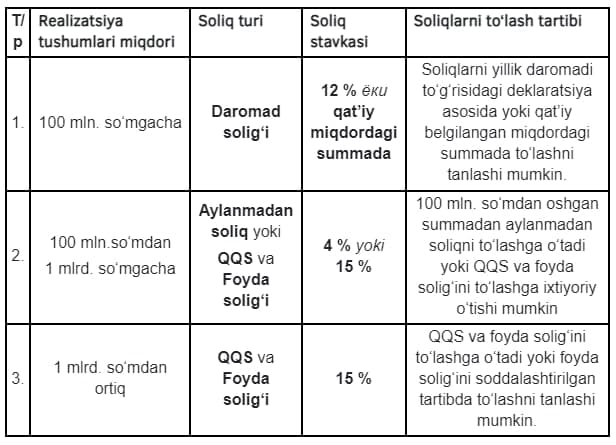 T/
p
Realizatsiya
tushumlari miqdori
Soliq turi
Soliq
stavkasi
Soliqlarni to‘lash tartibi
1.
100 mln. so‘mgacha
Daromad
solig‘i
12 % ёки
qat’iy
miqdordagi
summada
Soliqlarni yillik daromadi
to‘g‘risidagi deklaratsiya
asosida yoki qat’iy
belgilangan miqdordagi
summada to‘lashni
tanlashi mumkin.
2.
100 mln.so‘mdan
1 mlrd. so‘mgacha
Aylanmadan
soliq yoki
QQS va
Foyda
solig‘i
4 % yoki
15 %
100 mln. so‘mdan oshgan
summadan aylanmadan
soliqni to‘lashga o‘tadi
yoki QQS va foyda
solig‘ini to‘lashga ixtiyoriy
o‘tishi mumkin
3.
1 mlrd. so‘mdan
ortiq
QQS va
Foyda
solig‘i
15 %
QQS va foyda solig‘ini
to‘lashga o‘tadi yoki foyda
solig‘ini soddalashtirilgan
tartibda to‘lashni tanlashi
mumkin.